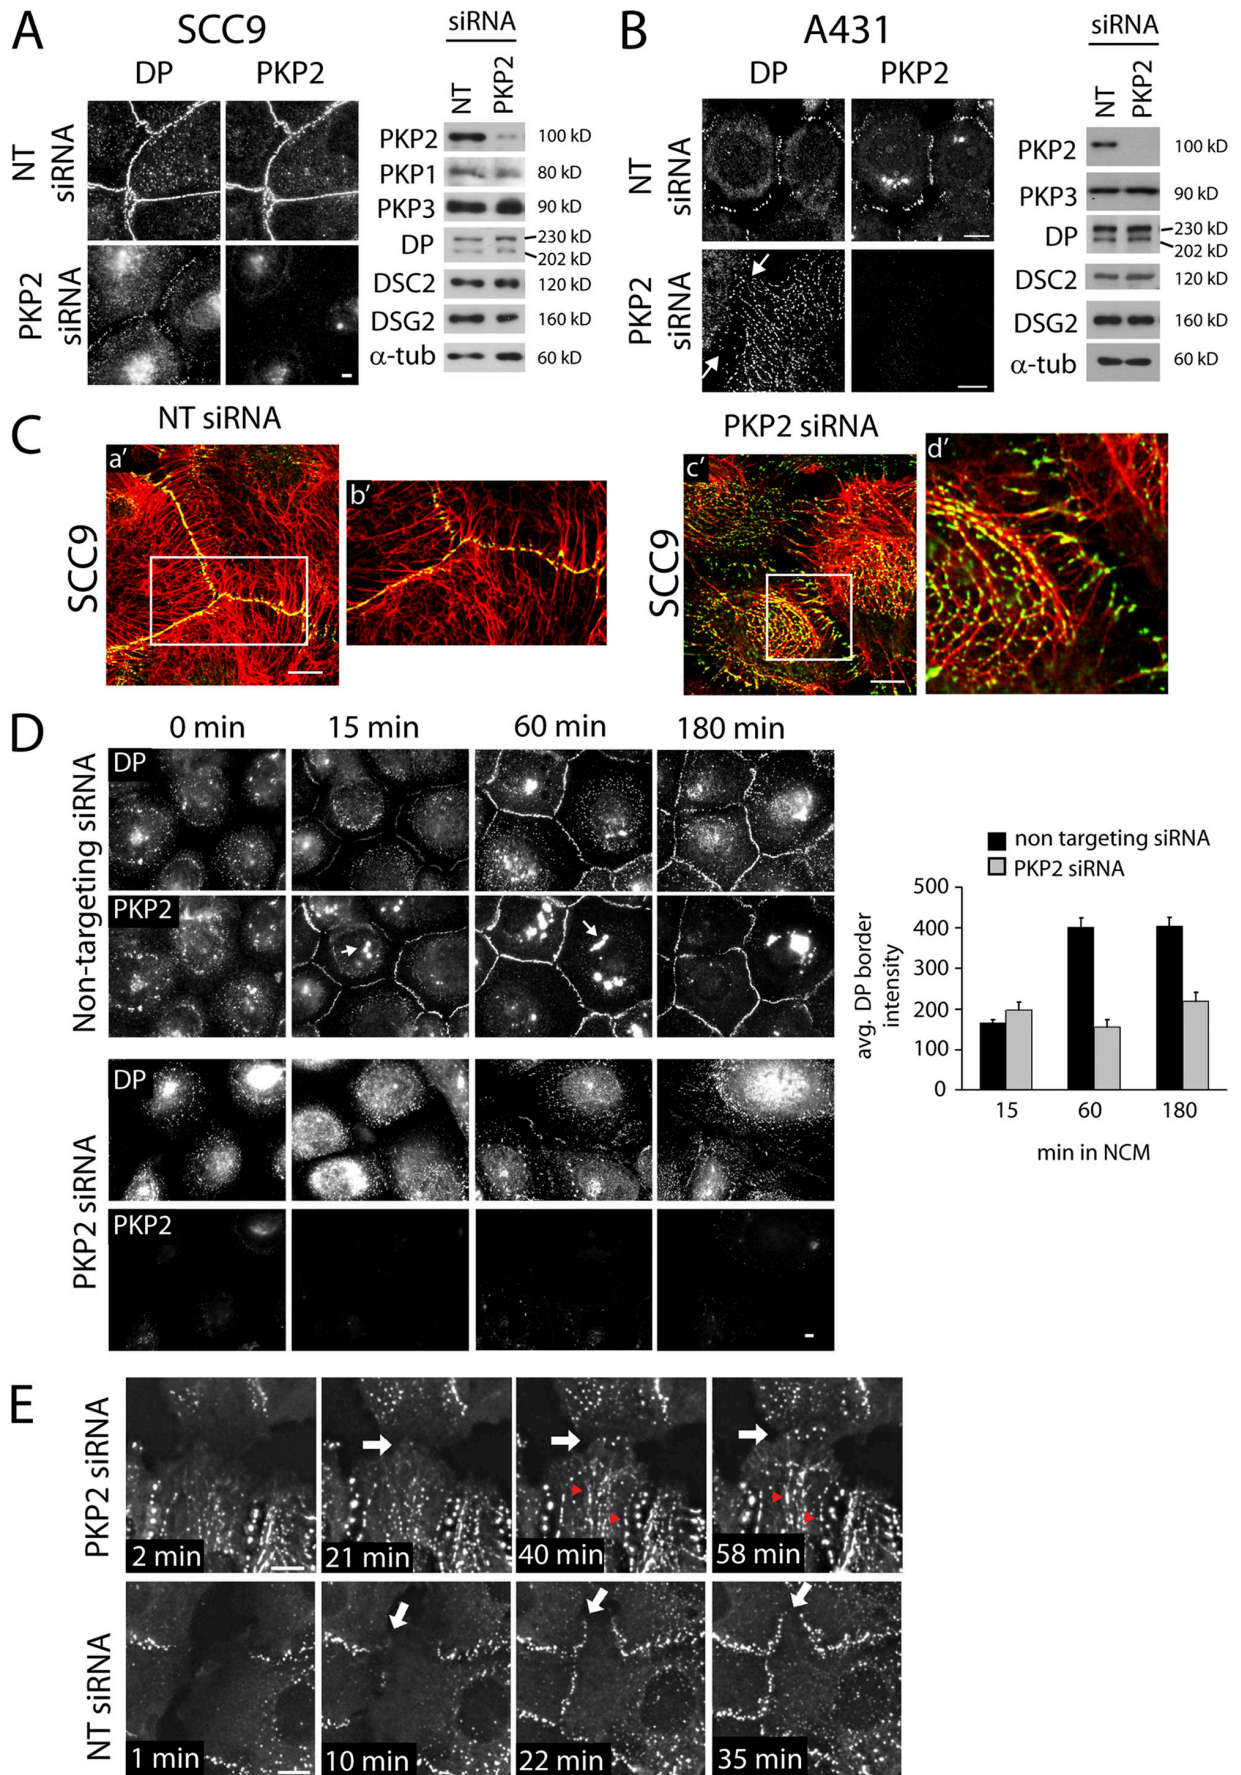 A
SCC9
DP
PKP2
NT siRNA
PKP2 siRNA
siRNA
NT
PKP2
PKP2
100 kD
PKP1
80 kD
PKP3
90 kD
DP
230 kD
202 kD
DSC2
120 kD
DSG2
160 kD
α-tub
60 kD
B
A431
DP
PKP2
NT siRNA
PKP2 siRNA
siRNA
NT
PKP2
PKP2
100 kD
PKP3
90 kD
DP
230 kD
202 kD
DSC2
120 kD
DSG2
160 kD
α-tub
60 kD
C
NT siRNA
PKP2 siRNA
SCC9
a′
b′
SCC9
c′
d′
D
0 min
15 min
60 min
180 min
Non-targeting siRNA
DP
PKP2
PKP2 siRNA
DP
PKP2
non targeting siRNA
PKP2 siRNA
avg. DP border intensity
500
400
300
200
100
0
15
60
180
min in NCM
E
PKP2 siRNA
2 min
21 min
40 min
58 min
NT siRNA
1 min
10 min
22 min
35 min